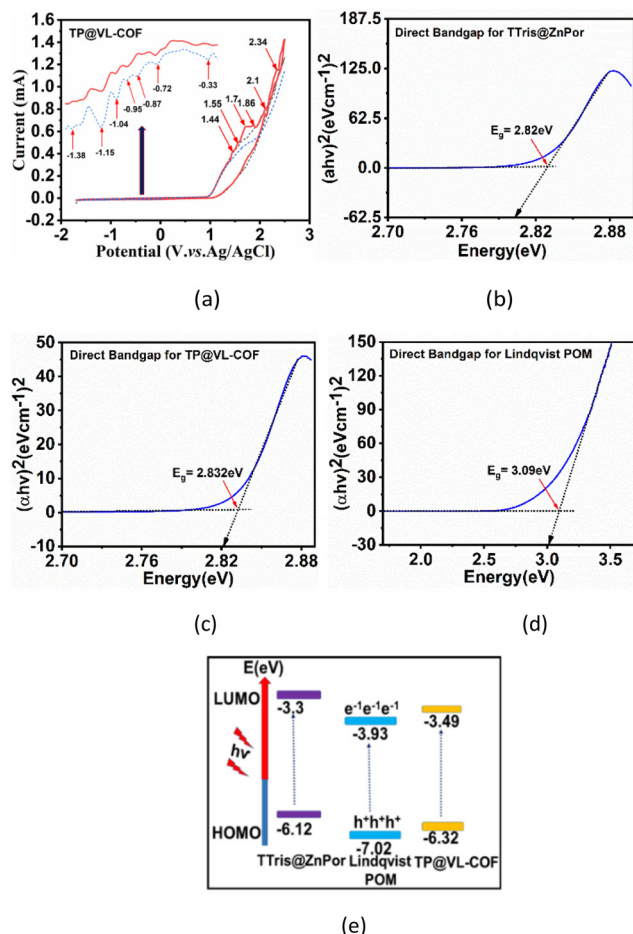 TP@VL-COF
1.6
1.4
1.2
1.0
0.8
0.6
0.4
0.2
0.0
-0.2
Current (mA)
-2 -1 0 1 2 3
Potential (V.vs.Ag/AgCl)
-1.38
-1.15
-1.04
-0.95
-0.87
-0.72
-0.33
1.44
1.55
1.7
1.86
2.1
2.34
(a)
Direct Bandgap for TTris@ZnPor
187.5
125.0
62.5
0.0
-62.5
(ahv)2(eVcm-1)2
Eg= 2.82 eV
2.70 2.76 2.82 2.88
Energy(eV)
(b)
Direct Bandgap for TP@VL-COF
50
40
30
20
10
0
-10
(αhv)2(eVcm-1)2
Eg= 2.832eV
2.70 2.76 2.82 2.88
Energy(eV)
(c)
Direct Bandgap for Lindqvist POM
150
120
90
60
30
0
-30
(αhv)2(eVcm-1)2
Eg= 3.09eV
2.0 2.5 3.0 3.5
Energy(eV)
(d)
E(eV)
LUMO
hv
HOMO
-3.3
-6.12
TTris@ZnPor
e-1e-1e-1
-3.93
h+h+h+
-7.02
Lindqvist
POM
-3.49
-6.32
TP@VL-COF
(e)